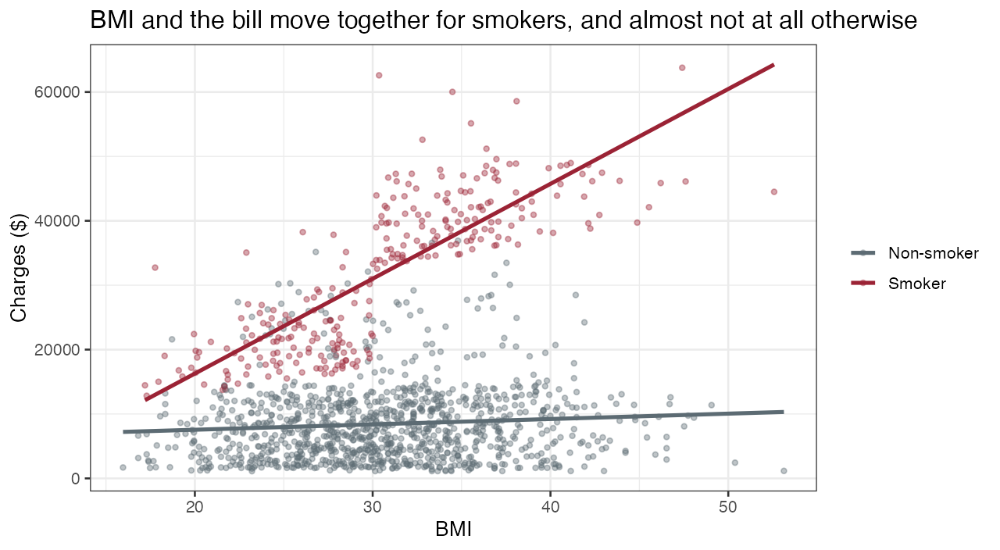 BMI and the bill move together for smokers, and almost not at all otherwise
60000
40000
20000
0
Charges ($)
20
30
40
50
BMI
Non-smoker
Smoker